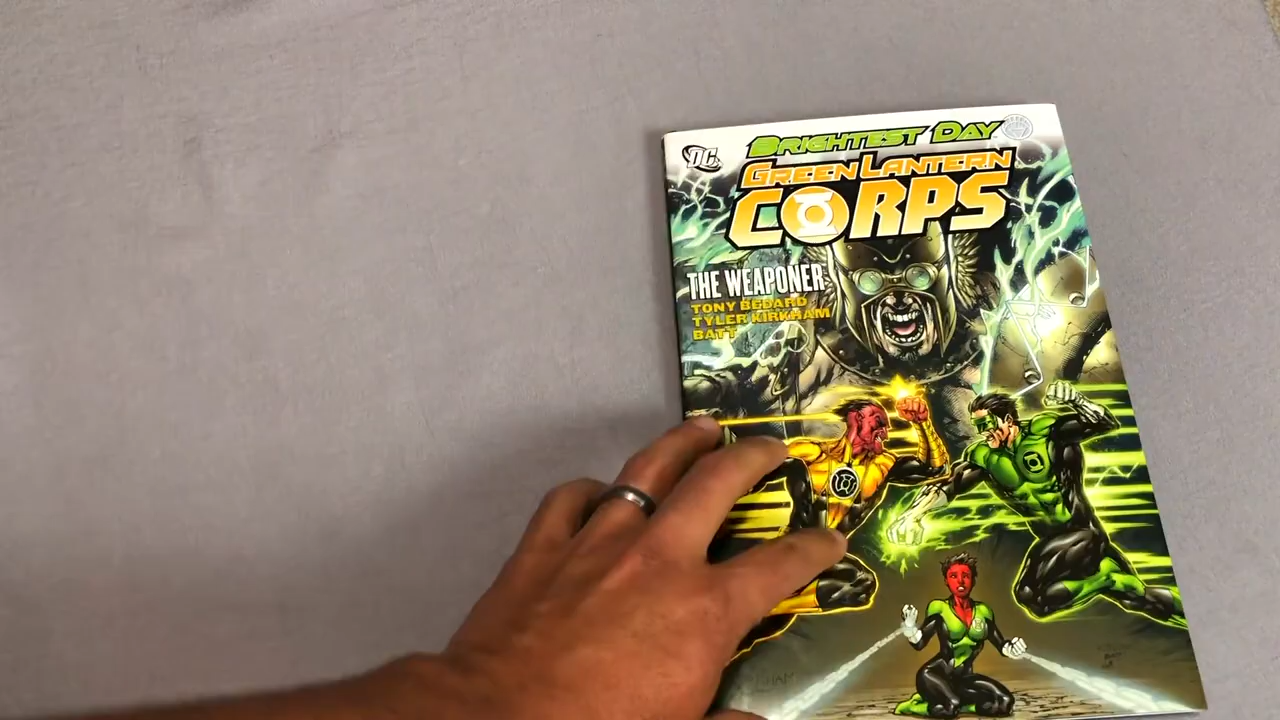 BRIGHTEST DAY
DC
GREEN LANTERN
CORPS
THE WEAPONER
TONY BEDARD
TYLER KIRKHAM
BATT